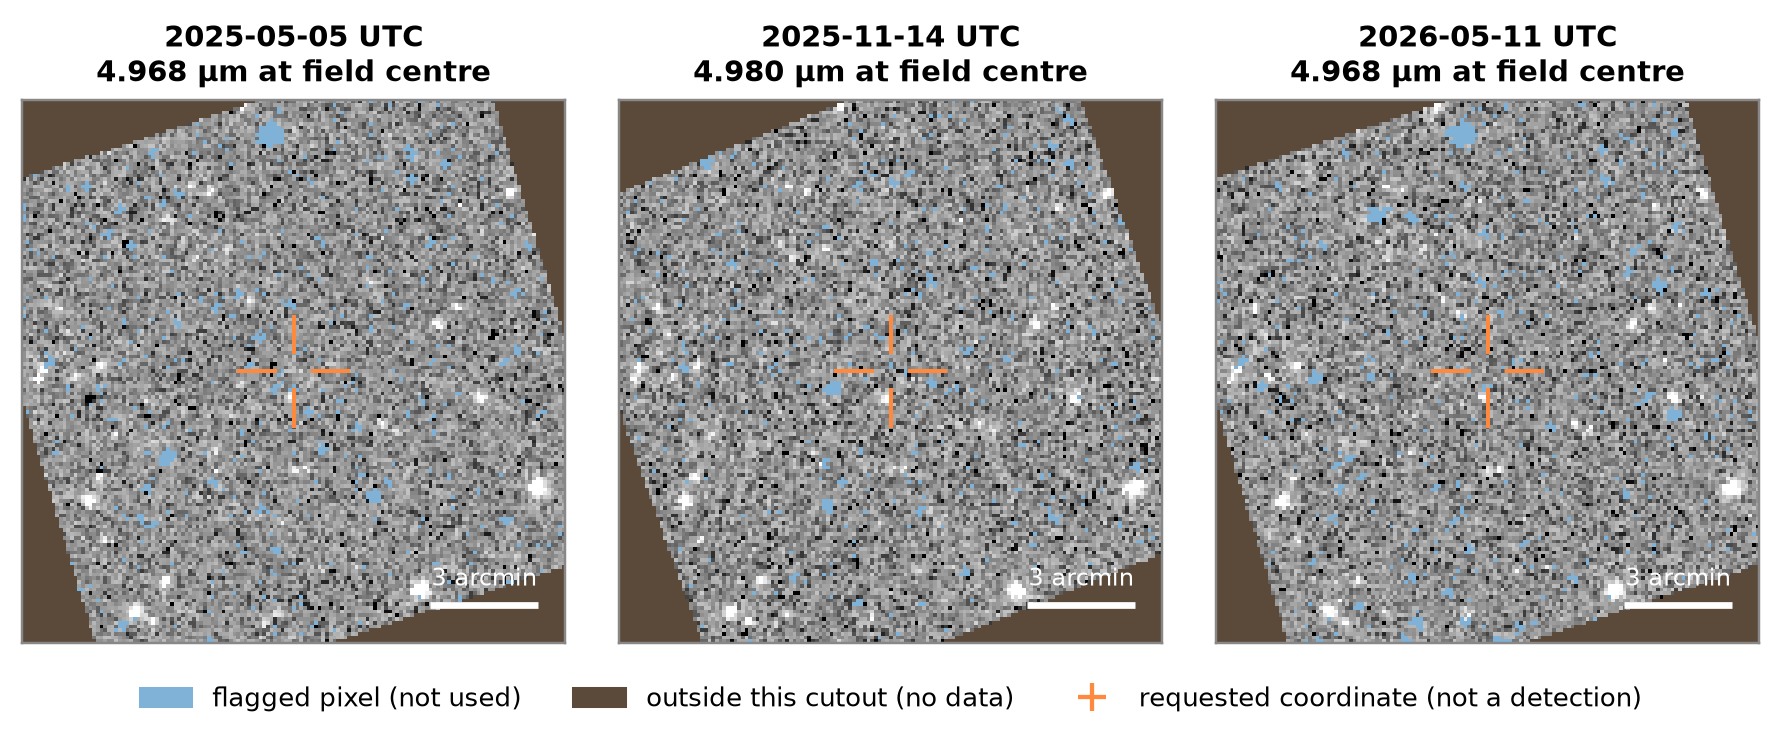 2025-05-05 UTC
4.968 µm at field centre
2025-11-14 UTC
4.980 µm at field centre
2026-05-11 UTC
4.968 µm at field centre
3 arcmin
3 arcmin
3 arcmin
flagged pixel (not used)
outside this cutout (no data)
requested coordinate (not a detection)